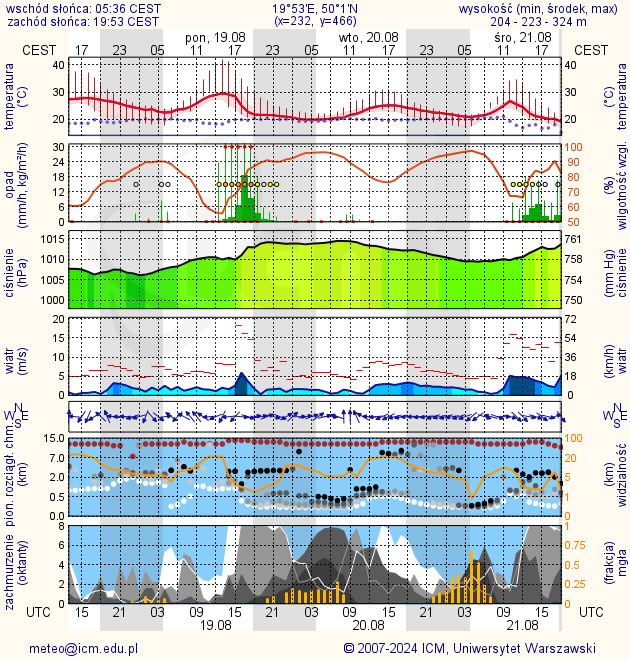 wschód słońca: 05:36 CEST 19°53'E, 50°1'N wysokość (min, środek, max)
zachód słońca: 19:53 CEST (x=232, y=466) 204 - 223 - 324 m
pon, 19.08 wto, 20.08 śro, 21.08
CEST 17 23 05 11 17 23 05 11 17 23 05 11 17 CEST
temperatura (°C)
40
30
20
40
30
20
temperatura (°C)
opad (mm/h, kg/m²/h)
30
24
18
12
6
0
100
90
80
70
60
50
(%) wilgotność wzgl.
ciśnienie (hPa)
1015
1010
1005
1000
761
758
754
750
(mm Hg) ciśnienie
wiatr (m/s)
20
15
10
5
0
72
54
36
18
0
(km/h) wiatr
N
W E
S
N
W E
S
pion. rozciągł. chm. (km)
15.0
7.0
2.0
0.5
0.0
100
20
5
2
0
(km) widzialność
zachmurzenie (oktanty)
8
6
4
2
0
1
0.75
0.5
0.25
0
(frakcja) mgła
UTC 15 21 03 09 15 21 03 09 15 21 03 09 15 UTC
19.08 20.08 21.08
meteo@icm.edu.pl © 2007-2024 ICM, Uniwersytet Warszawski